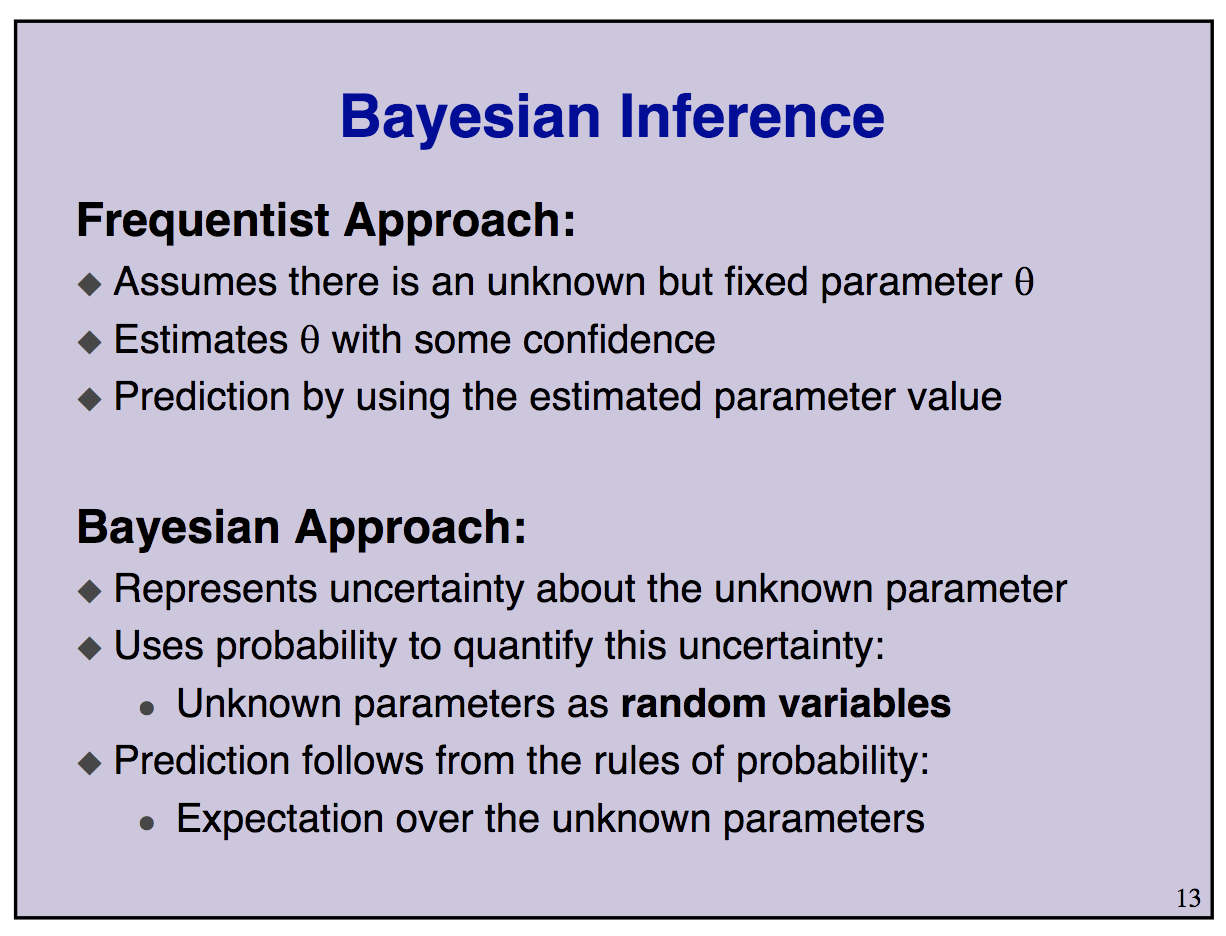 Bayesian Inference
Frequentist Approach:
◆ Assumes there is an unknown but fixed parameter θ
◆ Estimates θ with some confidence
◆ Prediction by using the estimated parameter value
Bayesian Approach:
◆ Represents uncertainty about the unknown parameter
◆ Uses probability to quantify this uncertainty:
● Unknown parameters as random variables
◆ Prediction follows from the rules of probability:
● Expectation over the unknown parameters
13